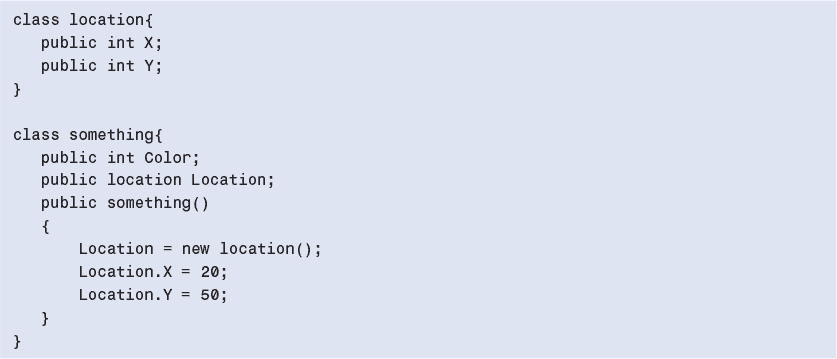 class location{
   public int X;
   public int Y;
}

class something{
   public int Color;
   public location Location;
   public something()
   {
       Location = new location();
       Location.X = 20;
       Location.Y = 50;
   }
}